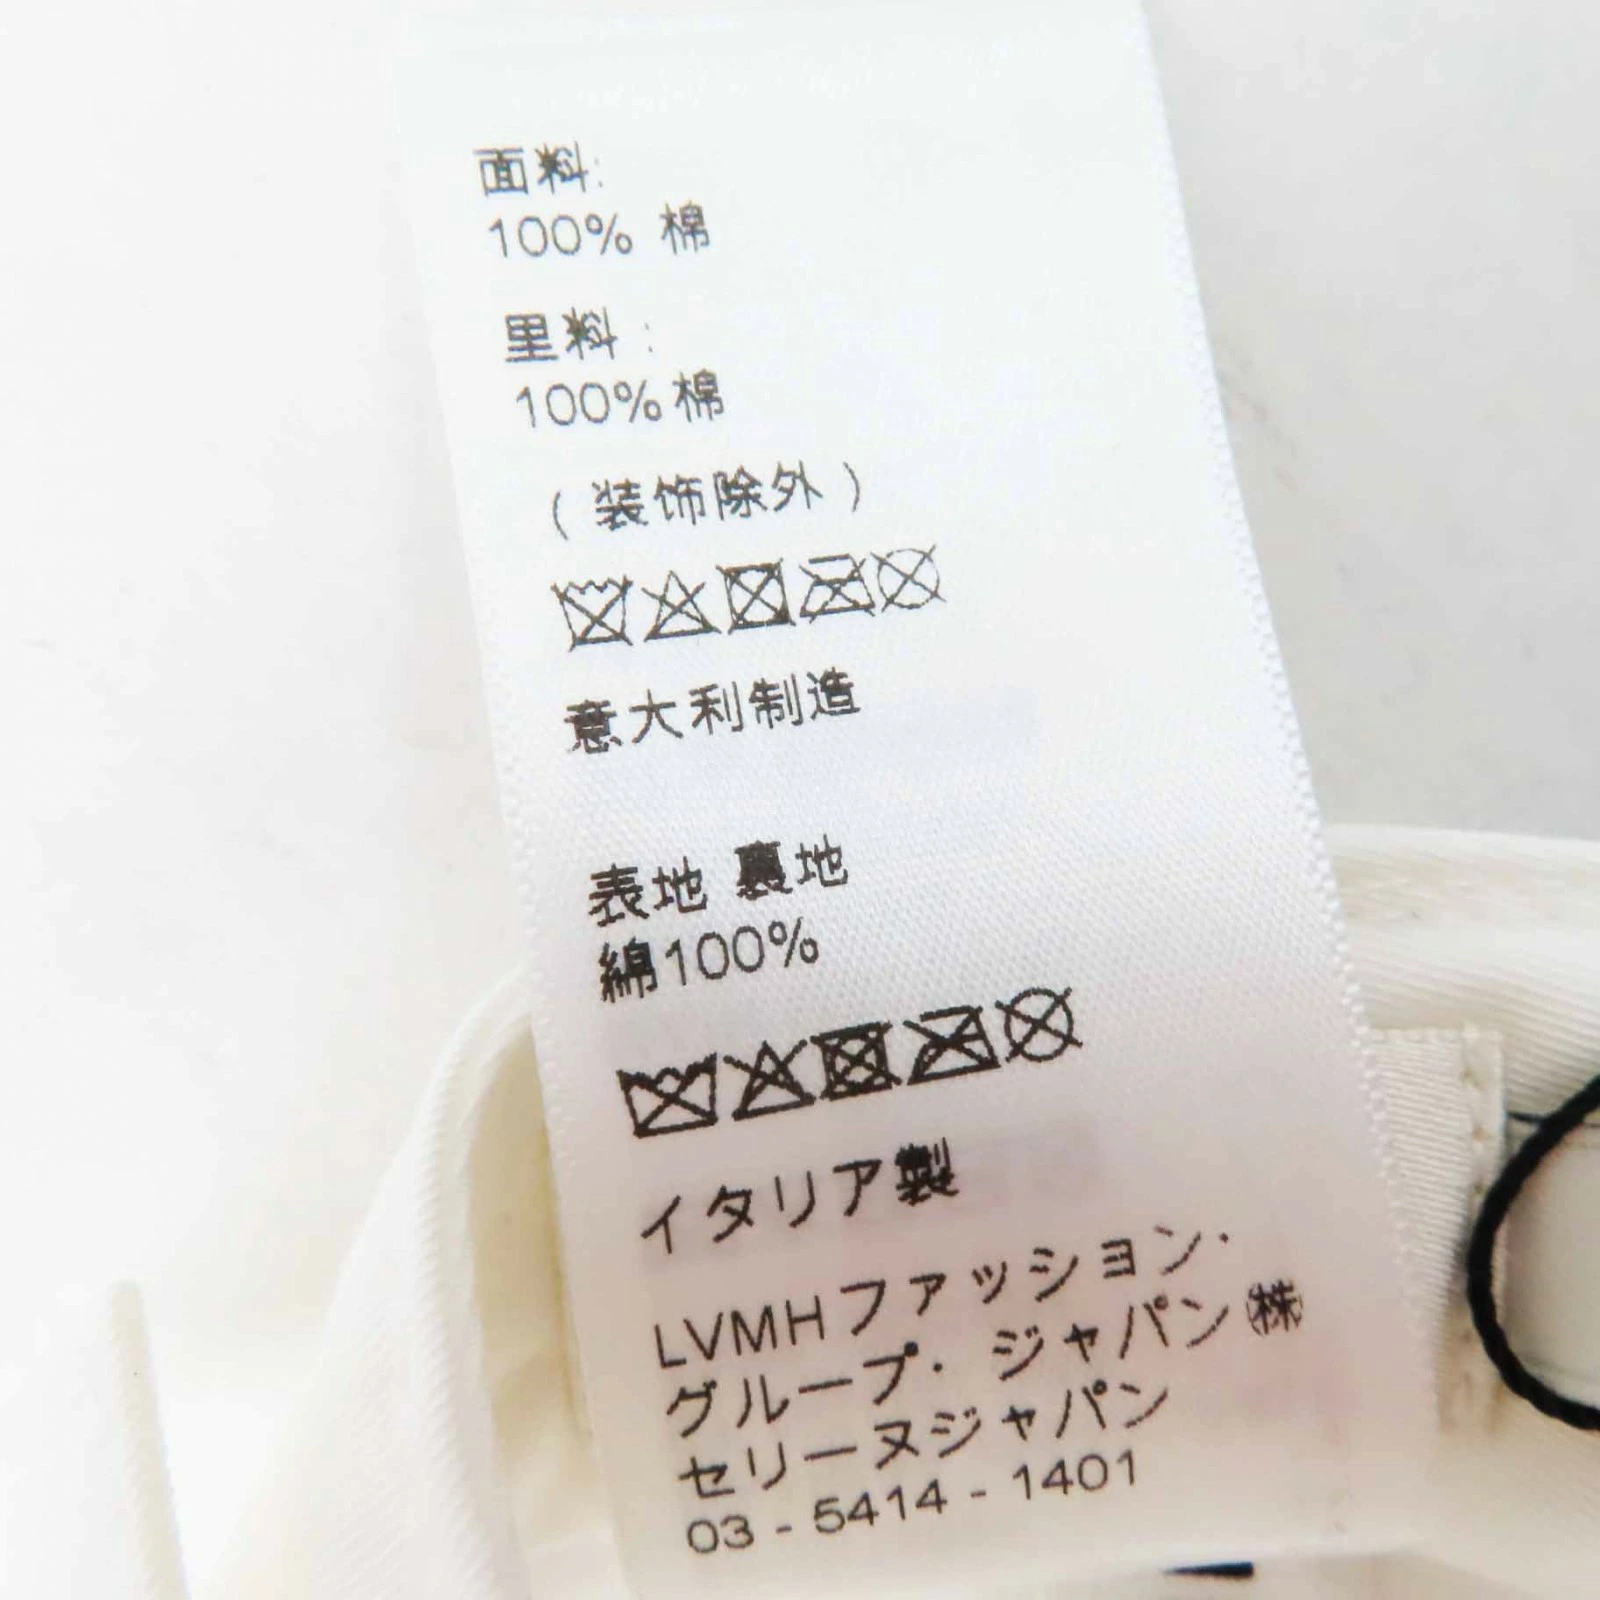 面料:
100% 棉
里料:
100%棉
(装饰除外)
意大利制造
表地 裏地
綿100%
イタリア製
LVMHファッション・
グループ・ジャパン㈱
セリーヌジャパン
03-5414-1401